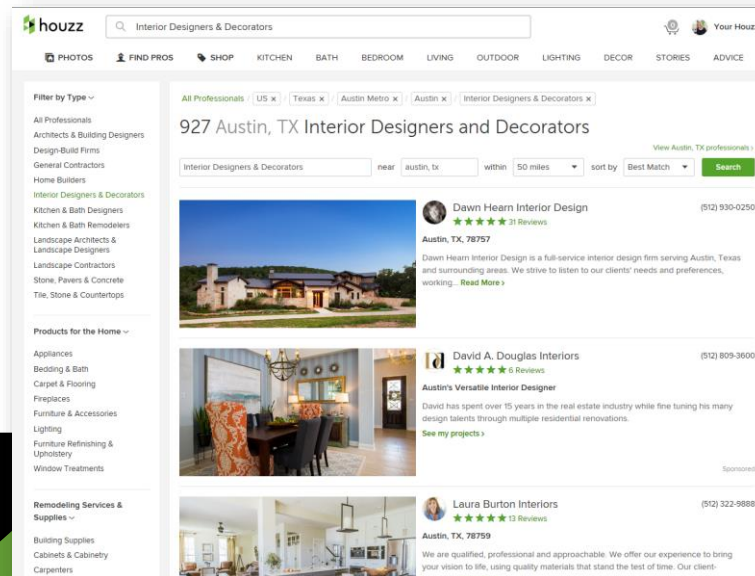 houzz
Interior Designers & Decorators
0
Your Houz
PHOTOS
FIND PROS
SHOP
KITCHEN
BATH
BEDROOM
LIVING
OUTDOOR
LIGHTING
DECOR
STORIES
ADVICE
Filter by Type
All Professionals
Architects & Building Designers
Design-Build Firms
General Contractors
Home Builders
Interior Designers & Decorators
Kitchen & Bath Designers
Kitchen & Bath Remodelers
Landscape Architects &
Landscape Designers
Landscape Contractors
Stone, Pavers & Concrete
Tile, Stone & Countertops
Products for the Home
Appliances
Bedding & Bath
Carpet & Flooring
Fireplaces
Furniture & Accessories
Lighting
Furniture Refinishing &
Upholstery
Window Treatments
Remodeling Services &
Supplies
Building Supplies
Cabinets & Cabinetry
Carpenters
All Professionals / US x / Texas x / Austin Metro x / Austin x / Interior Designers & Decorators x
927 Austin, TX Interior Designers and Decorators
View Austin, TX professionals ›
Interior Designers & Decorators near austin, tx within 50 miles sort by Best Match Search
Dawn Hearn Interior Design (512) 930-0250
31 Reviews
Austin, TX, 78757
Dawn Hearn Interior Design is a full-service interior design firm serving Austin, Texas
and surrounding areas. We strive to listen to our clients' needs and preferences,
working... Read More ›
Da
David A. Douglas Interiors (512) 809-3600
6 Reviews
Austin's Versatile Interior Designer
David has spent over 15 years in the real estate industry while fine tuning his many
design talents through multiple residential renovations.
See my projects ›
Sponsored
Laura Burton Interiors (512) 322-9888
13 Reviews
Austin, TX, 78759
We are qualified, professional and approachable. We offer our experience to bring
your vision to life, using quality materials that stand the test of time. Our client-